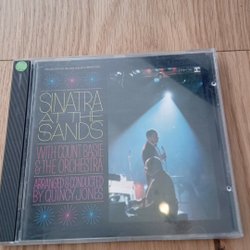 SINATRA
AT THE
SANDS
WITH COUNT BASIE
& THE ORCHESTRA
ARRANGED & CONDUCTED
BY QUINCY JONES